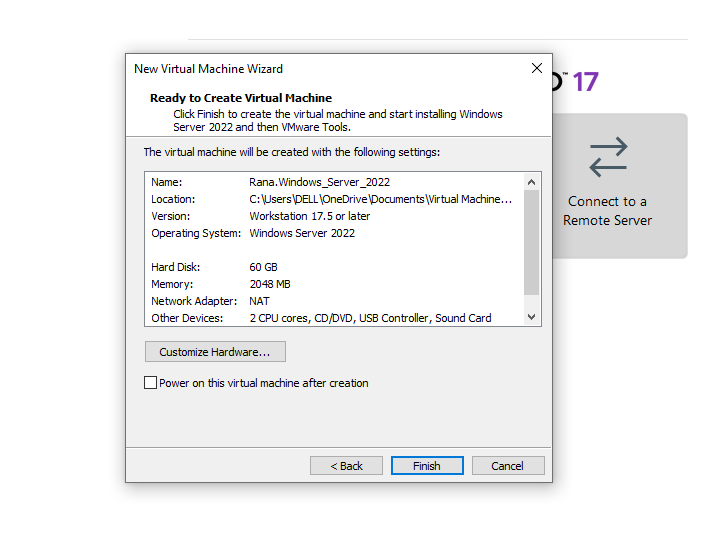 New Virtual Machine Wizard
™ 17
Ready to Create Virtual Machine
Click Finish to create the virtual machine and start installing Windows
Server 2022 and then VMware Tools.
The virtual machine will be created with the following settings:
Name: Rana.Windows_Server_2022
Location: C:\Users\DELL\OneDrive\Documents\Virtual Machine...
Version: Workstation 17.5 or later
Operating System: Windows Server 2022
Hard Disk: 60 GB
Memory: 2048 MB
Network Adapter: NAT
Other Devices: 2 CPU cores, CD/DVD, USB Controller, Sound Card
Connect to a
Remote Server
Customize Hardware...
Power on this virtual machine after creation
< Back
Finish
Cancel